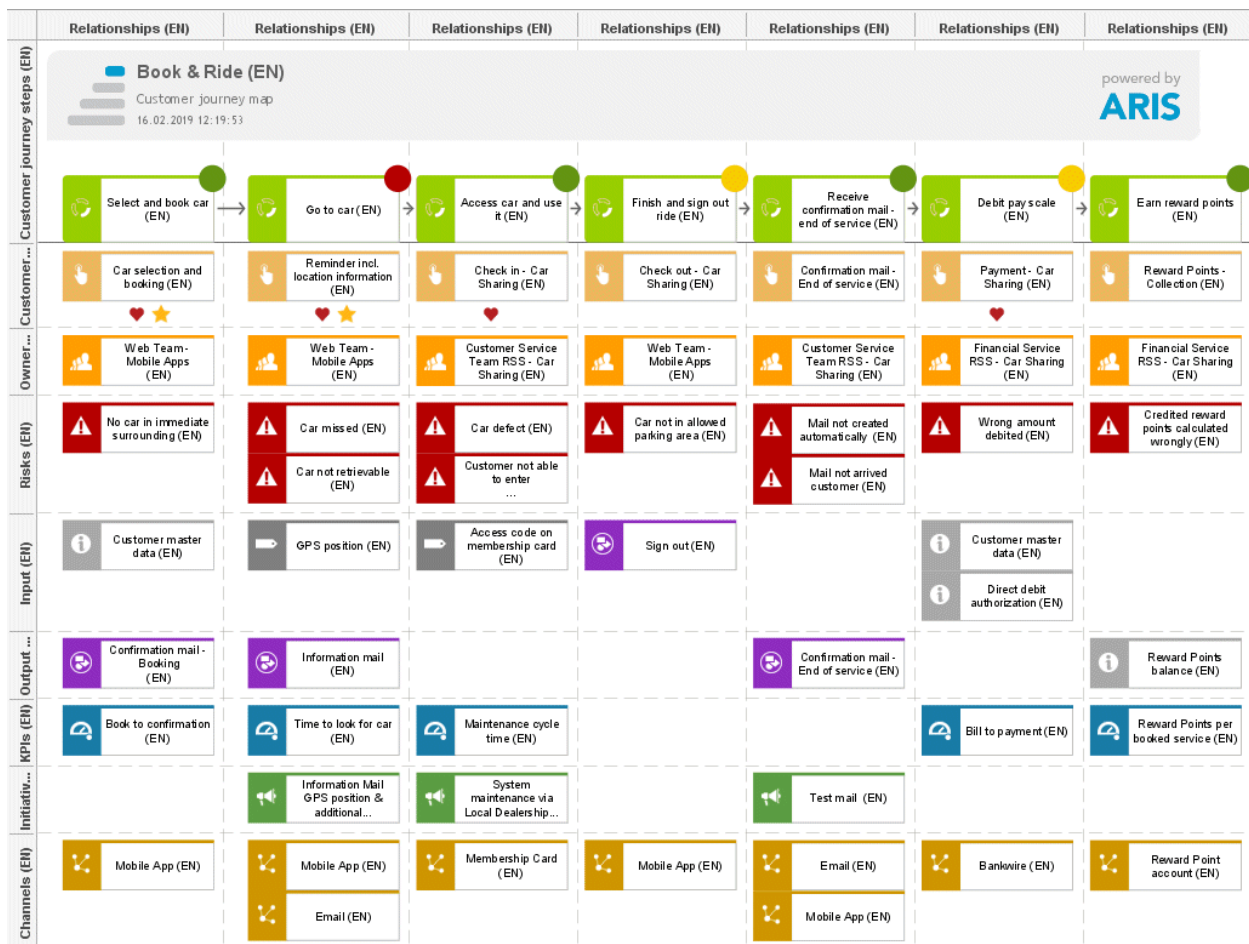 Relationships (EN)
Relationships (EN)
Relationships (EN)
Relationships (EN)
Relationships (EN)
Relationships (EN)
Relationships (EN)
Customer journey steps (EN)
Book & Ride (EN)
Customer journey map
16.02.2019 12:19:53
powered by
ARIS
Select and book car
(EN)
Go to car (EN)
Access car and use
it (EN)
Finish and sign out
ride (EN)
Receive
confirmation mail -
end of service (EN)
Debit pay scale
(EN)
Earn reward points
(EN)
Customer...
Car selection and
booking (EN)
Reminder incl.
location information
(EN)
Check in - Car
Sharing (EN)
Check out - Car
Sharing (EN)
Confirmation mail -
End of service (EN)
Payment - Car
Sharing (EN)
Reward Points -
Collection (EN)
Owner...
Web Team -
Mobile Apps
(EN)
Web Team -
Mobile Apps
(EN)
Customer Service
Team RSS - Car
Sharing (EN)
Web Team -
Mobile Apps
(EN)
Customer Service
Team RSS - Car
Sharing (EN)
Financial Service
RSS - Car Sharing
(EN)
Financial Service
RSS - Car Sharing
(EN)
Risks (EN)
No car in immediate
surrounding (EN)
Car missed (EN)
Car not retrievable
(EN)
Car defect (EN)
Customer not able
to enter
...
Car not in allowed
parking area (EN)
Mail not created
automatically (EN)
Mail not arrived
customer (EN)
Wrong amount
debited (EN)
Credited reward
points calculated
wrongly (EN)
Input (EN)
Customer master
data (EN)
GPS position (EN)
Access code on
membership card
(EN)
Sign out (EN)
Customer master
data (EN)
Direct debit
authorization (EN)
Output ...
Confirmation mail -
Booking
(EN)
Information mail
(EN)
Confirmation mail -
End of service (EN)
Reward Points
balance (EN)
KPIs (EN)
Book to confirmation
(EN)
Time to look for car
(EN)
Maintenance cycle
time (EN)
Bill to payment (EN)
Reward Points per
booked service (EN)
Initiativ...
Information Mail
GPS position &
additional...
System
maintenance via
Local Dealership...
Test mail (EN)
Channels (EN)
Mobile App (EN)
Mobile App (EN)
Email (EN)
Membership Card
(EN)
Mobile App (EN)
Email (EN)
Mobile App (EN)
Bankwire (EN)
Reward Point
account (EN)